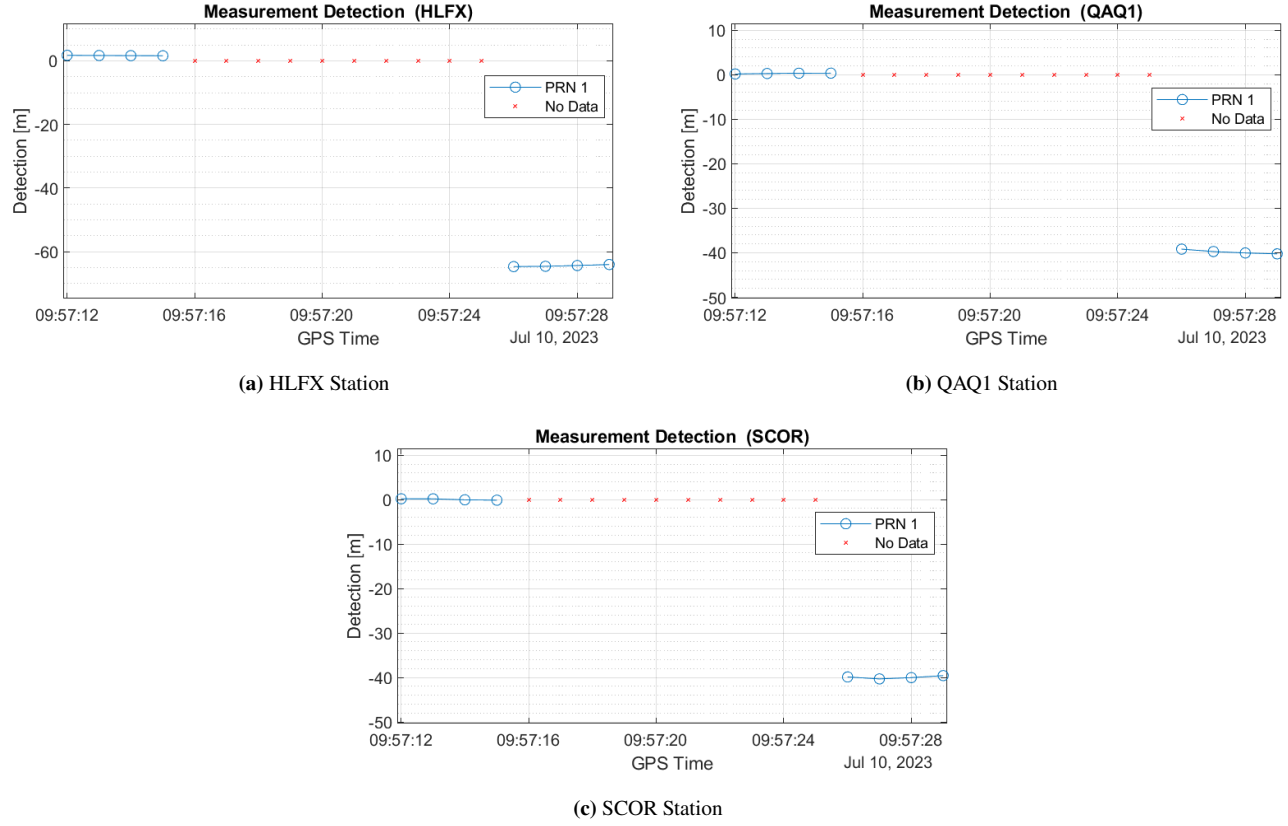 Measurement Detection (HLFX)
Detection [m]
0
-20
-40
-60
PRN 1
No Data
09:57:12 09:57:16 09:57:20 09:57:24 09:57:28
GPS Time
Jul 10, 2023
(a) HLFX Station
Measurement Detection (QAQ1)
Detection [m]
10
0
-10
-20
-30
-40
-50
PRN 1
No Data
09:57:12 09:57:16 09:57:20 09:57:24 09:57:28
GPS Time
Jul 10, 2023
(b) QAQ1 Station
Measurement Detection (SCOR)
Detection [m]
10
0
-10
-20
-30
-40
-50
PRN 1
No Data
09:57:12 09:57:16 09:57:20 09:57:24 09:57:28
GPS Time
Jul 10, 2023
(c) SCOR Station